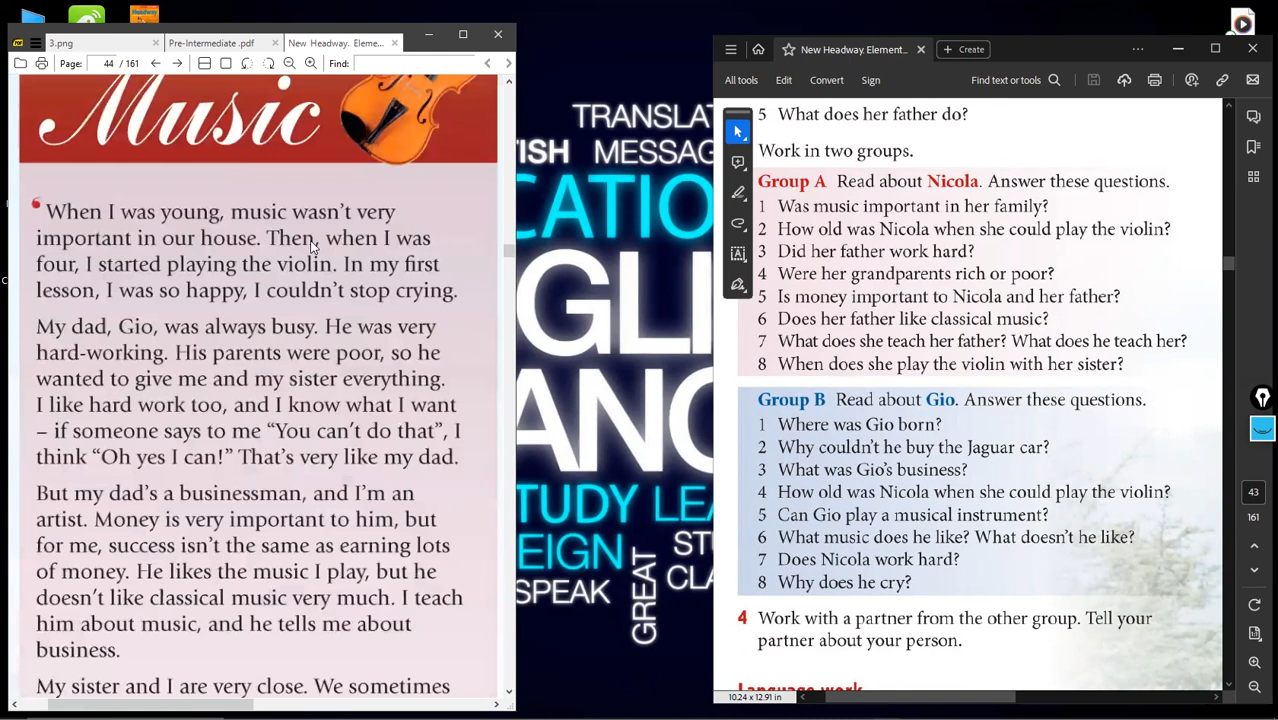 3.png
Pre-Intermediate .pdf
New Headway. Eleme...
Page: 44 / 161
Find:
Music
When I was young, music wasn't very
important in our house. Then, when I was
four, I started playing the violin. In my first
lesson, I was so happy, I couldn't stop crying.
My dad, Gio, was always busy. He was very
hard-working. His parents were poor, so he
wanted to give me and my sister everything.
I like hard work too, and I know what I want
– if someone says to me “You can't do that”, I
think “Oh yes I can!” That's very like my dad.
But my dad's a businessman, and I'm an
artist. Money is very important to him, but
for me, success isn't the same as earning lots
of money. He likes the music I play, but he
doesn't like classical music very much. I teach
him about music, and he tells me about
business.
My sister and I are very close. We sometimes
TRANSLAT
ISH MESSAG
CATIO
GLI
ANG
STUDY LEA
EIGN STU
SPEAK CLA
GREAT
New Headway. Element...
+ Create
All tools Edit Convert Sign
Find text or tools
5 What does her father do?
Work in two groups.
Group A Read about Nicola. Answer these questions.
1 Was music important in her family?
2 How old was Nicola when she could play the violin?
3 Did her father work hard?
4 Were her grandparents rich or poor?
5 Is money important to Nicola and her father?
6 Does her father like classical music?
7 What does she teach her father? What does he teach her?
8 When does she play the violin with her sister?
Group B Read about Gio. Answer these questions.
1 Where was Gio born?
2 Why couldn't he buy the Jaguar car?
3 What was Gio's business?
4 How old was Nicola when she could play the violin?
5 Can Gio play a musical instrument?
6 What music does he like? What doesn't he like?
7 Does Nicola work hard?
8 Why does he cry?
4 Work with a partner from the other group. Tell your
partner about your person.
Language work
10.24 x 12.91 in
43
161